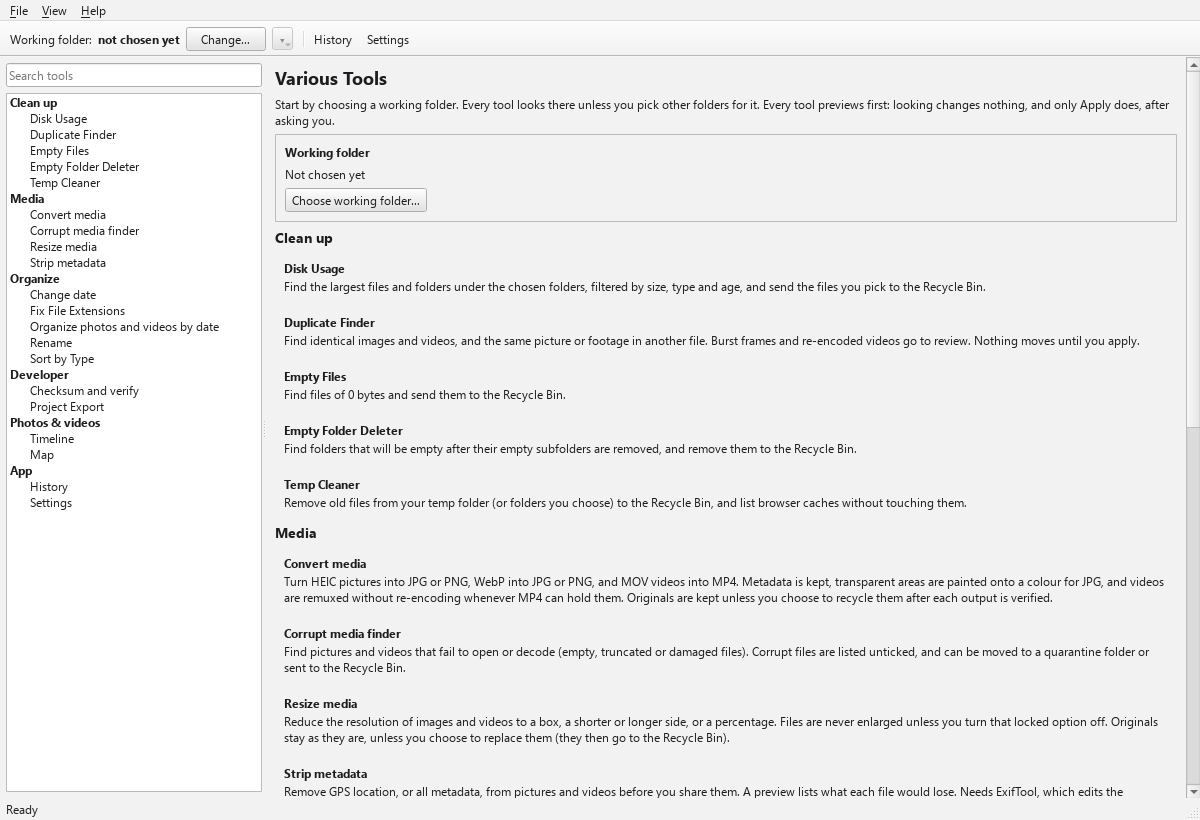 File View Help
Working folder: not chosen yet Change... History Settings
Search tools
Clean up
Disk Usage
Duplicate Finder
Empty Files
Empty Folder Deleter
Temp Cleaner
Media
Convert media
Corrupt media finder
Resize media
Strip metadata
Organize
Change date
Fix File Extensions
Organize photos and videos by date
Rename
Sort by Type
Developer
Checksum and verify
Project Export
Photos & videos
Timeline
Map
App
History
Settings
Various Tools
Start by choosing a working folder. Every tool looks there unless you pick other folders for it. Every tool previews first: looking changes nothing, and only Apply does, after
asking you.
Working folder
Not chosen yet
Choose working folder...
Clean up
Disk Usage
Find the largest files and folders under the chosen folders, filtered by size, type and age, and send the files you pick to the Recycle Bin.
Duplicate Finder
Find identical images and videos, and the same picture or footage in another file. Burst frames and re-encoded videos go to review. Nothing moves until you apply.
Empty Files
Find files of 0 bytes and send them to the Recycle Bin.
Empty Folder Deleter
Find folders that will be empty after their empty subfolders are removed, and remove them to the Recycle Bin.
Temp Cleaner
Remove old files from your temp folder (or folders you choose) to the Recycle Bin, and list browser caches without touching them.
Media
Convert media
Turn HEIC pictures into JPG or PNG, WebP into JPG or PNG, and MOV videos into MP4. Metadata is kept, transparent areas are painted onto a colour for JPG, and videos
are remuxed without re-encoding whenever MP4 can hold them. Originals are kept unless you choose to recycle them after each output is verified.
Corrupt media finder
Find pictures and videos that fail to open or decode (empty, truncated or damaged files). Corrupt files are listed unticked, and can be moved to a quarantine folder or
sent to the Recycle Bin.
Resize media
Reduce the resolution of images and videos to a box, a shorter or longer side, or a percentage. Files are never enlarged unless you turn that locked option off. Originals
stay as they are, unless you choose to replace them (they then go to the Recycle Bin).
Strip metadata
Remove GPS location, or all metadata, from pictures and videos before you share them. A preview lists what each file would lose. Needs ExifTool, which edits the
Ready